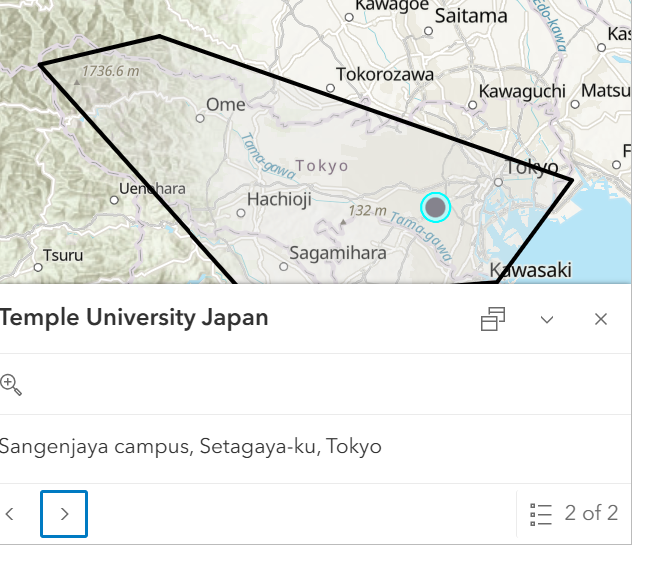 Kawagoe
Saitama
edo-kawa
Kas
1736.6 m
Tokorozawa
Kawaguchi
Matsu
Ome
Tama-gawa
Tokyo
Tokyo
F
Uenohara
Hachioji
132 m
Tama-gawa
Tsuru
Sagamihara
Kawasaki
Temple University Japan
Sangenjaya campus, Setagaya-ku, Tokyo
2 of 2